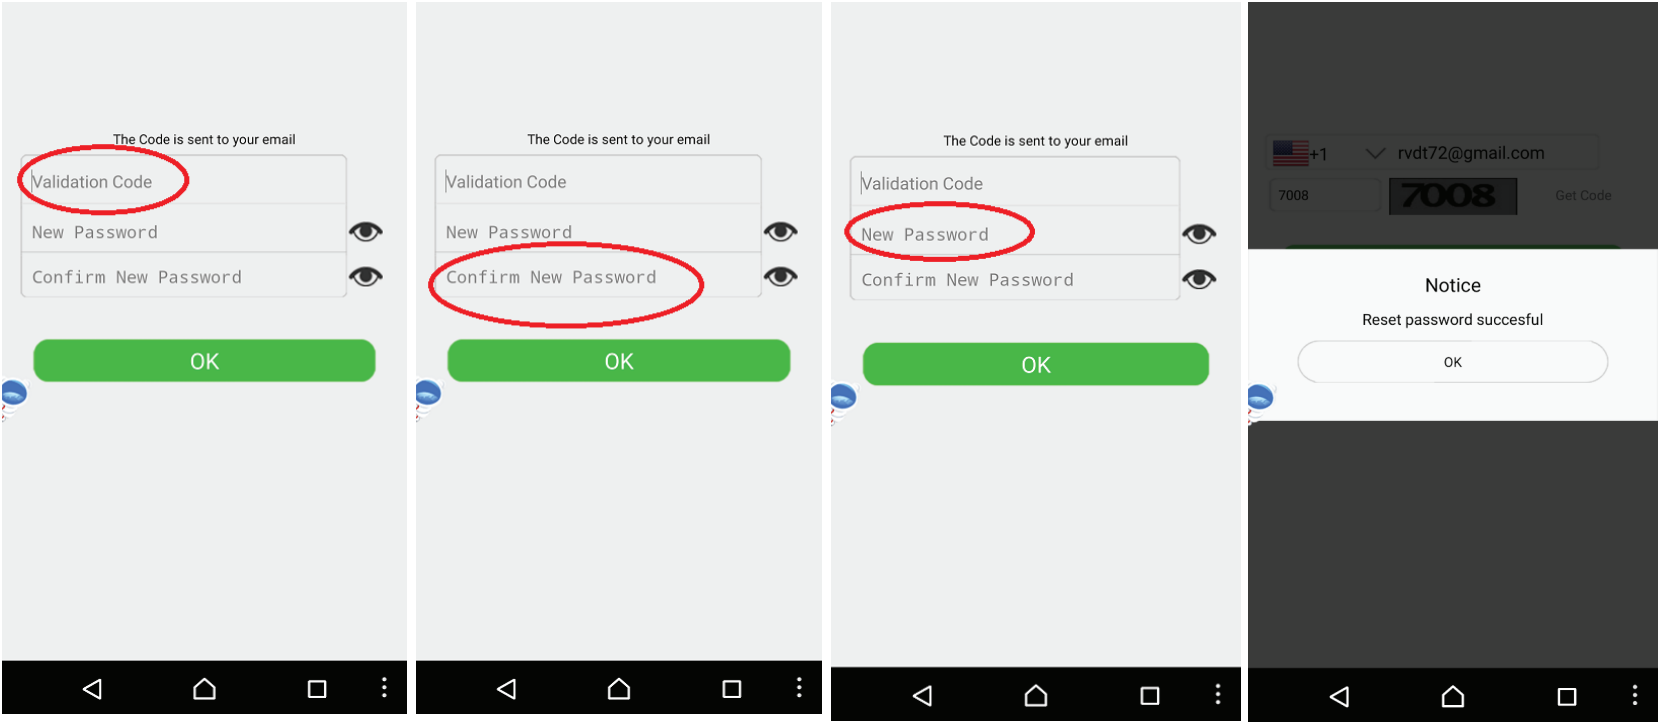 The Code is sent to your email
Validation Code
New Password
Confirm New Password
OK
The Code is sent to your email
Validation Code
New Password
Confirm New Password
OK
The Code is sent to your email
Validation Code
New Password
Confirm New Password
OK
+1 rvdt72@gmail.com
7008 7008 Get Code
Notice
Reset password succesful
OK